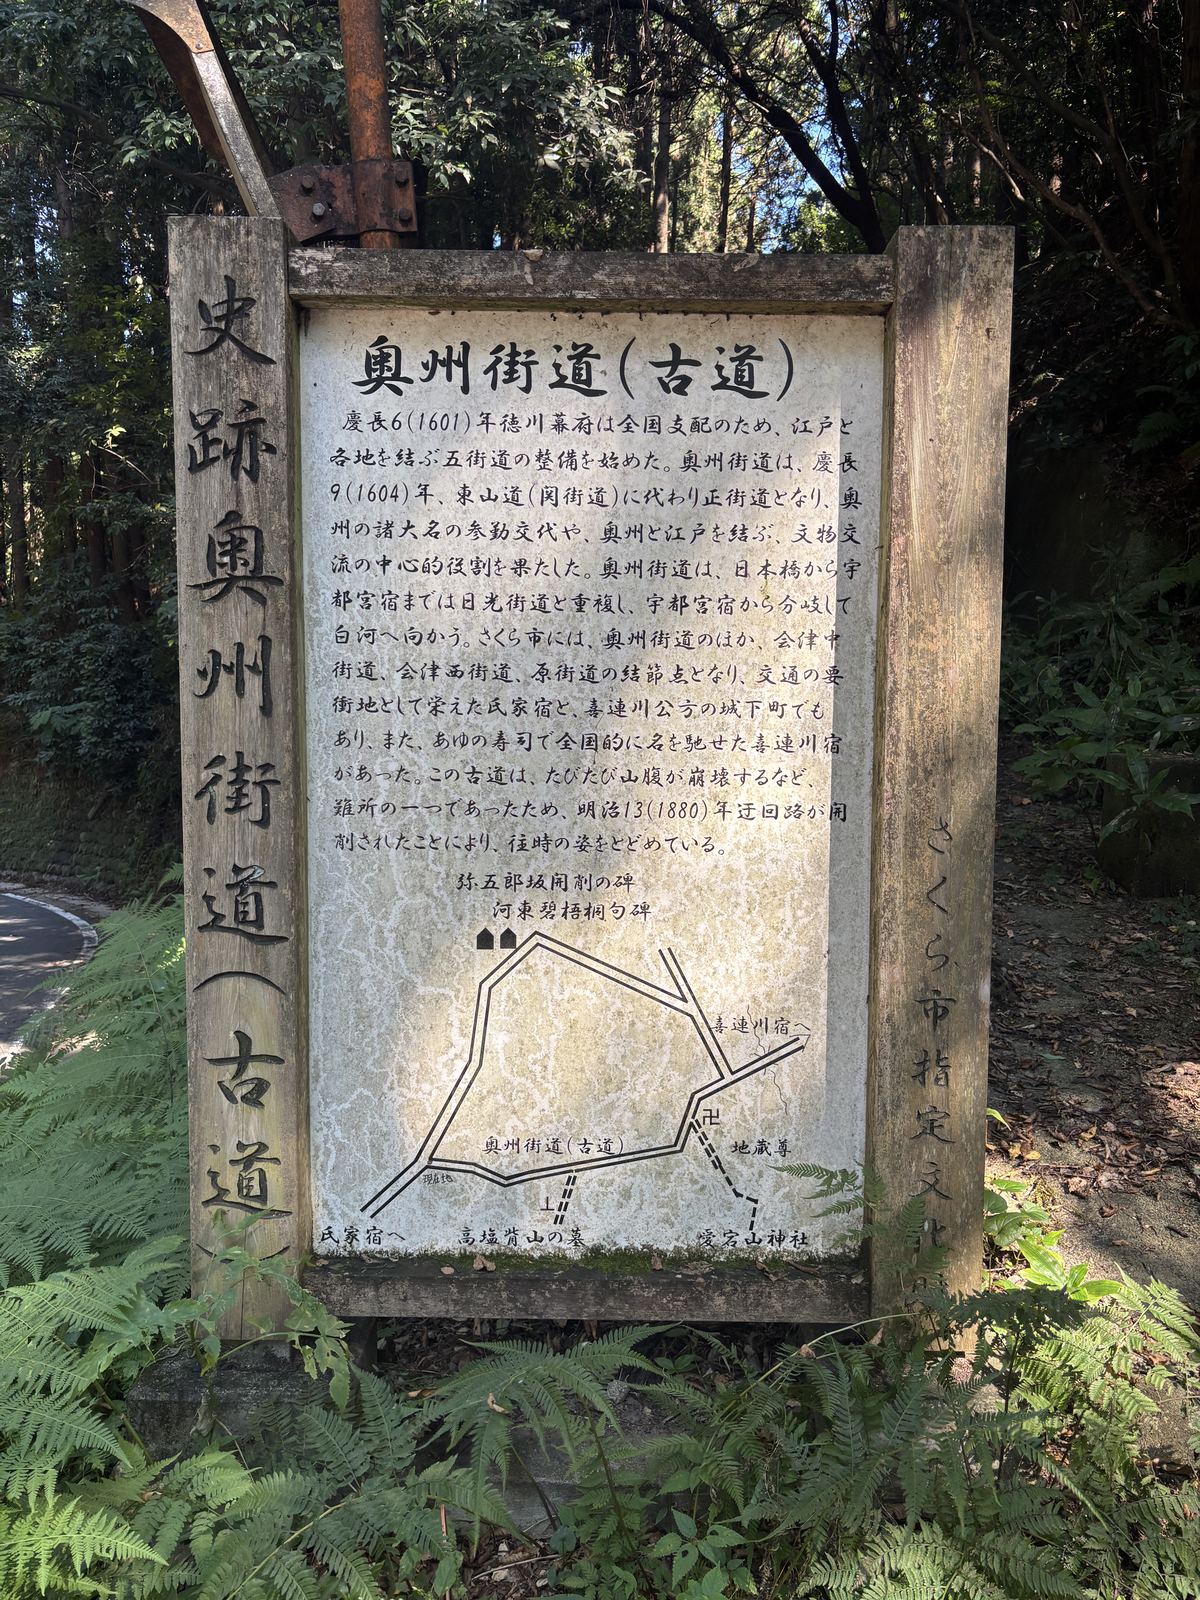 史跡奥州街道(古道)
奥州街道(古道)
慶長6(1601)年徳川幕府は全国支配のため、江戸と
各地を結ぶ五街道の整備を始めた。奥州街道は、慶長
9(1604)年、東山道(関街道)に代わり正街道となり、奥
州の諸大名の参勤交代や、奥州と江戸を結ぶ、文物交
流の中心的役割を果たした。奥州街道は、日本橋から宇
都宮宿までは日光街道と重複し、宇都宮宿から分岐して
白河へ向かう。さくら市には、奥州街道のほか、会津中
街道、会津西街道、原街道の結節点となり、交通の要
衝地として栄えた氏家宿と、喜連川公方の城下町でも
あり、また、あゆの寿司で全国的に名を馳せた喜連川宿
があった。この古道は、たびたび山腹が崩壊するなど、
難所の一つであったため、明治13(1880)年迂回路が開
削されたことにより、往時の姿をとどめている。
弥五郎坂開削の碑
河東碧梧桐句碑
喜連川宿へ
卍
地蔵尊
奥州街道(古道)
現在地
氏家宿へ
高塩背山の墓
愛宕山神社
さくら市指定文化